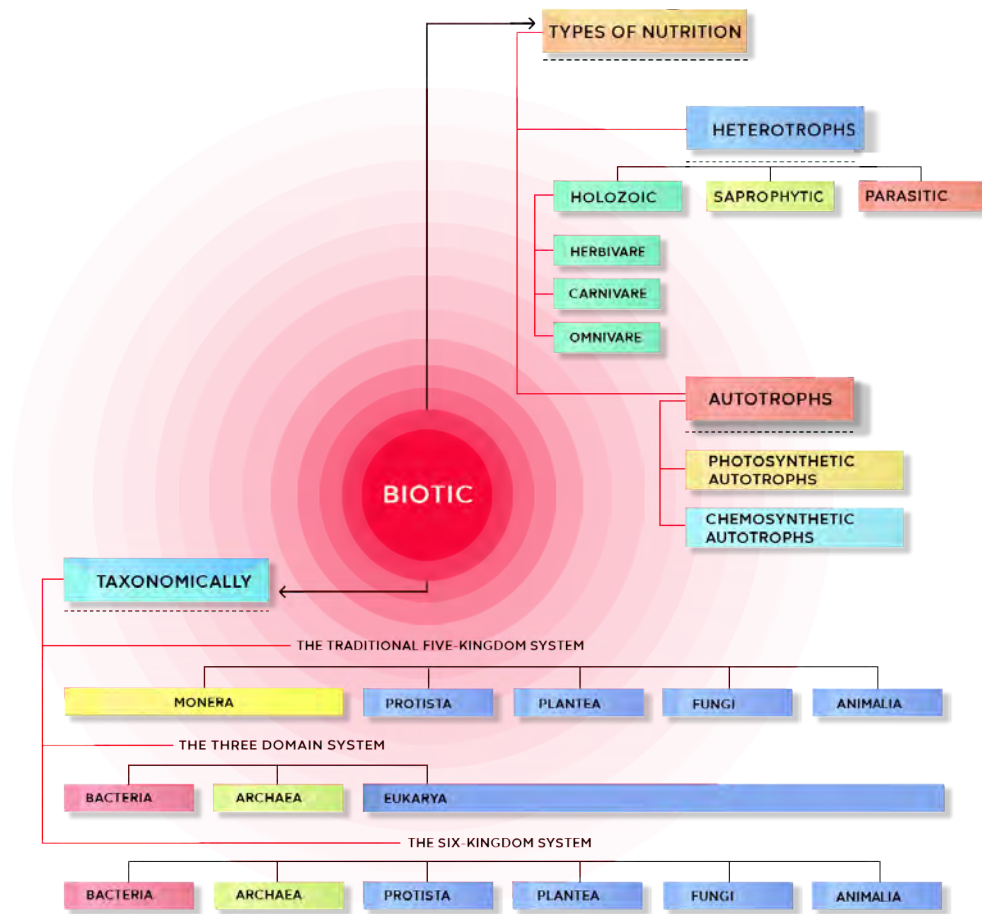 TYPES OF NUTRITION
HETEROTROPHS
HOLOZOIC
SAPROPHYTIC
PARASITIC
HERBIVARE
CARNIVARE
OMNIVARE
AUTOTROPHS
PHOTOSYNTHETIC
AUTOTROPHS
CHEMOSYNTHETIC
AUTOTROPHS
BIOTIC
TAXONOMICALLY
THE TRADITIONAL FIVE-KINGDOM SYSTEM
MONERA
PROTISTA
PLANTEA
FUNGI
ANIMALIA
THE THREE DOMAIN SYSTEM
BACTERIA
ARCHAEA
EUKARYA
THE SIX-KINGDOM SYSTEM
BACTERIA
ARCHAEA
PROTISTA
PLANTEA
FUNGI
ANIMALIA